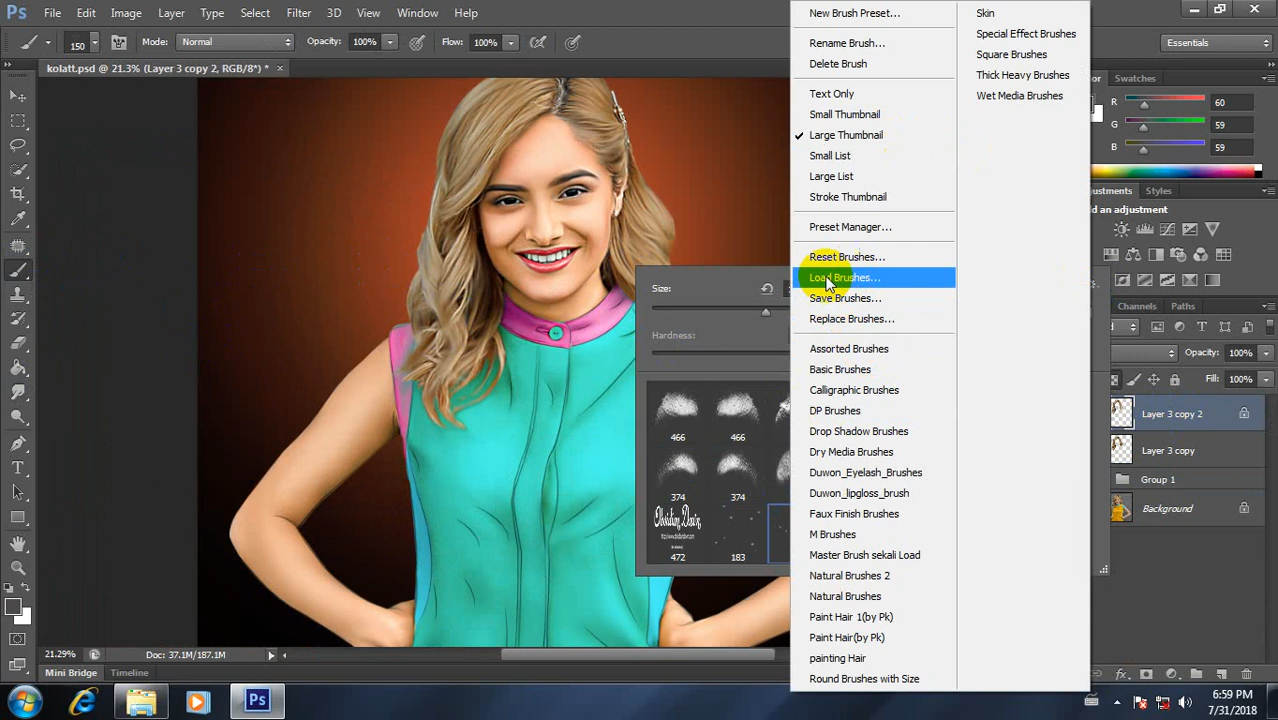 Ps File Edit Image Layer Type Select Filter 3D View Window Help
150 Mode: Normal Opacity: 100% Flow: 100% Essentials
kolatt.psd @ 21.3% (Layer 3 copy 2, RGB/8*) * ×
New Brush Preset...
Rename Brush...
Delete Brush
Text Only
Small Thumbnail
Large Thumbnail
Small List
Large List
Stroke Thumbnail
Preset Manager...
Reset Brushes...
Load Brushes...
Save Brushes...
Replace Brushes...
Assorted Brushes
Basic Brushes
Calligraphic Brushes
DP Brushes
Drop Shadow Brushes
Dry Media Brushes
Duwon_Eyelash_Brushes
Duwon_lipgloss_brush
Faux Finish Brushes
M Brushes
Master Brush sekali Load
Natural Brushes 2
Natural Brushes
Paint Hair 1(by Pk)
Paint Hair(by Pk)
painting Hair
Round Brushes with Size
Skin
Special Effect Brushes
Square Brushes
Thick Heavy Brushes
Wet Media Brushes
Size:
Hardness:
466 466
374 374
472 183
or Swatches
R 60
G 59
B 59
djustments Styles
dd an adjustment
Channels Paths
Opacity: 100%
Fill: 100%
Layer 3 copy 2
Layer 3 copy
Group 1
Background
21.29% Doc: 37.1M/187.1M
Mini Bridge Timeline
Ps
6:59 PM
7/31/2018